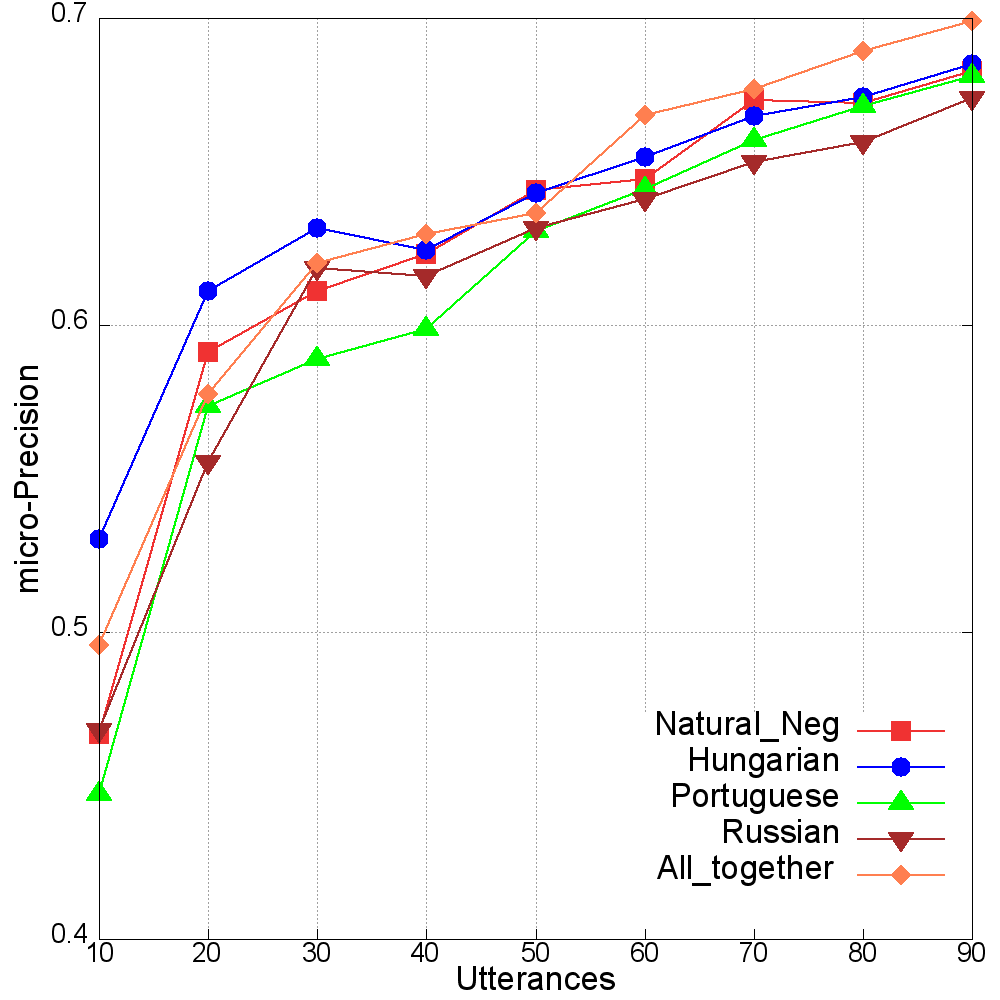 0.7
0.6
0.5
0.4
micro-Precision
10 20 30 40 50 60 70 80 90
Utterances
Natural_Neg
Hungarian
Portuguese
Russian
All_together